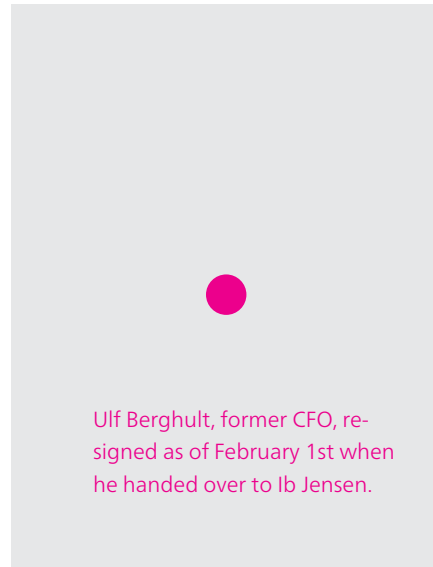 Ulf Berghult, former CFO, re-
signed as of February 1st when
he handed over to Ib Jensen.